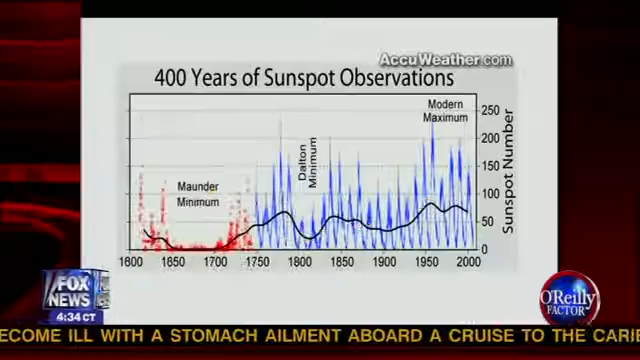 AccuWeather.com
400 Years of Sunspot Observations
Modern
Maximum
Dalton
Minimum
Maunder
Minimum
250
200
150
100
50
0
Sunspot Number
1600 1650 1700 1750 1800 1850 1900 1950 2000
FOX
NEWS
4:34 CT
O'Reilly
FACTOR
ECOME ILL WITH A STOMACH AILMENT ABOARD A CRUISE TO THE CARIB